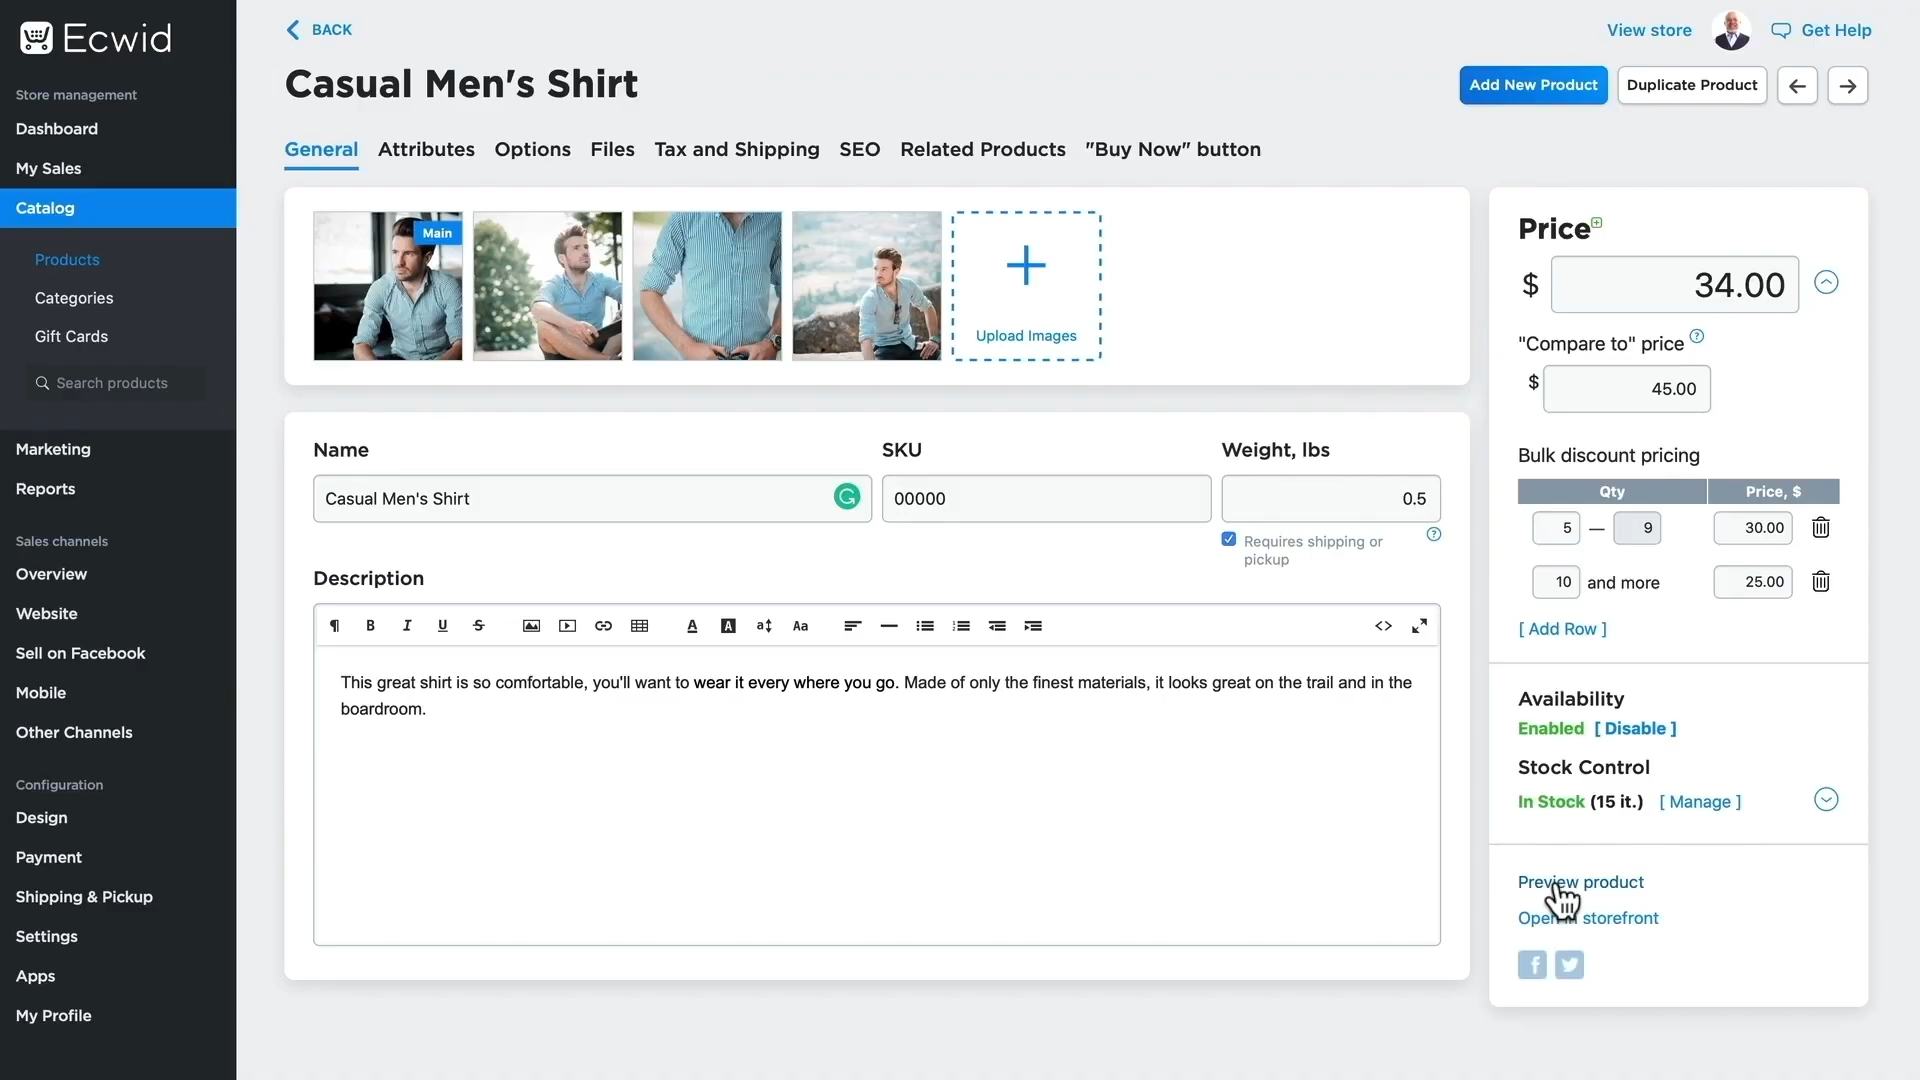 Ecwid
Store management
Dashboard
My Sales
Catalog
Products
Categories
Gift Cards
Search products
Marketing
Reports
Sales channels
Overview
Website
Sell on Facebook
Mobile
Other Channels
Configuration
Design
Payment
Shipping & Pickup
Settings
Apps
My Profile
BACK
View store
Get Help
Casual Men's Shirt
Add New Product
Duplicate Product
General Attributes Options Files Tax and Shipping SEO Related Products "Buy Now" button
Main
Upload Images
Name
Casual Men's Shirt
SKU
00000
Weight, lbs
0.5
Requires shipping or
pickup
Description
This great shirt is so comfortable, you'll want to wear it every where you go. Made of only the finest materials, it looks great on the trail and in the
boardroom.
Price
$ 34.00
"Compare to" price
$ 45.00
Bulk discount pricing
Qty Price, $
5 — 9 30.00
10 and more 25.00
[ Add Row ]
Availability
Enabled [ Disable ]
Stock Control
In Stock (15 it.) [ Manage ]
Preview product
Open in storefront